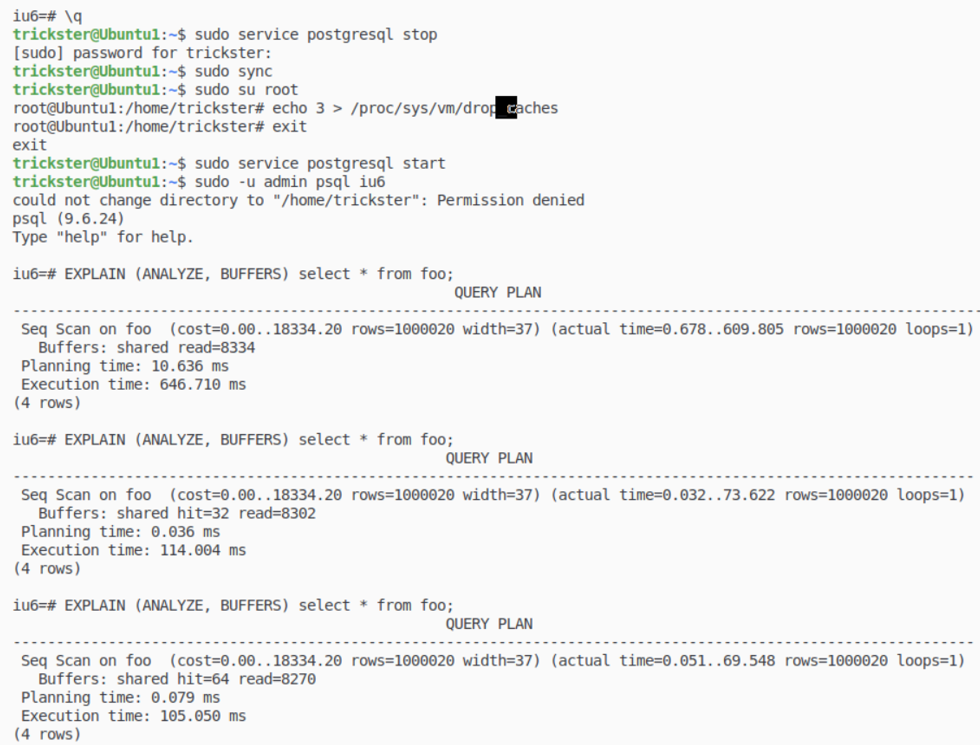 iu6=# \q
trickster@Ubuntu1:~$ sudo service postgresql stop
[sudo] password for trickster:
trickster@Ubuntu1:~$ sudo sync
trickster@Ubuntu1:~$ sudo su root
root@Ubuntu1:/home/trickster# echo 3 > /proc/sys/vm/drop_caches
root@Ubuntu1:/home/trickster# exit
exit
trickster@Ubuntu1:~$ sudo service postgresql start
trickster@Ubuntu1:~$ sudo -u admin psql iu6
could not change directory to "/home/trickster": Permission denied
psql (9.6.24)
Type "help" for help.
iu6=# EXPLAIN (ANALYZE, BUFFERS) select * from foo;
QUERY PLAN
--------------------------------------------------------------------------------------------------------------
Seq Scan on foo  (cost=0.00..18334.20 rows=1000020 width=37) (actual time=0.678..609.805 rows=1000020 loops=1)
Buffers: shared read=8334
Planning time: 10.636 ms
Execution time: 646.710 ms
(4 rows)
iu6=# EXPLAIN (ANALYZE, BUFFERS) select * from foo;
QUERY PLAN
--------------------------------------------------------------------------------------------------------------
Seq Scan on foo  (cost=0.00..18334.20 rows=1000020 width=37) (actual time=0.032..73.622 rows=1000020 loops=1)
Buffers: shared hit=32 read=8302
Planning time: 0.036 ms
Execution time: 114.004 ms
(4 rows)
iu6=# EXPLAIN (ANALYZE, BUFFERS) select * from foo;
QUERY PLAN
--------------------------------------------------------------------------------------------------------------
Seq Scan on foo  (cost=0.00..18334.20 rows=1000020 width=37) (actual time=0.051..69.548 rows=1000020 loops=1)
Buffers: shared hit=64 read=8270
Planning time: 0.079 ms
Execution time: 105.050 ms
(4 rows)